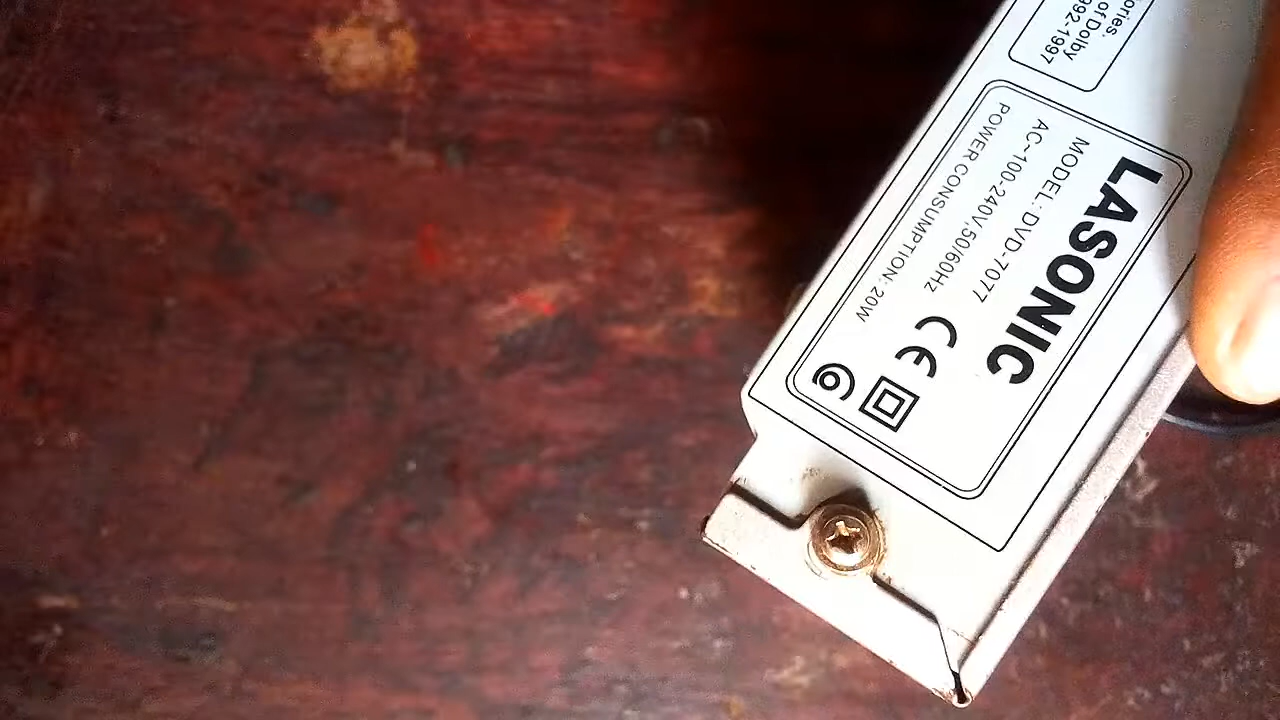 ories.
of Dolby
992-1997
LASONIC
MODEL: DVD-7077
AC~100-240V,50/60Hz
POWER CONSUMPTION: 20W
CE